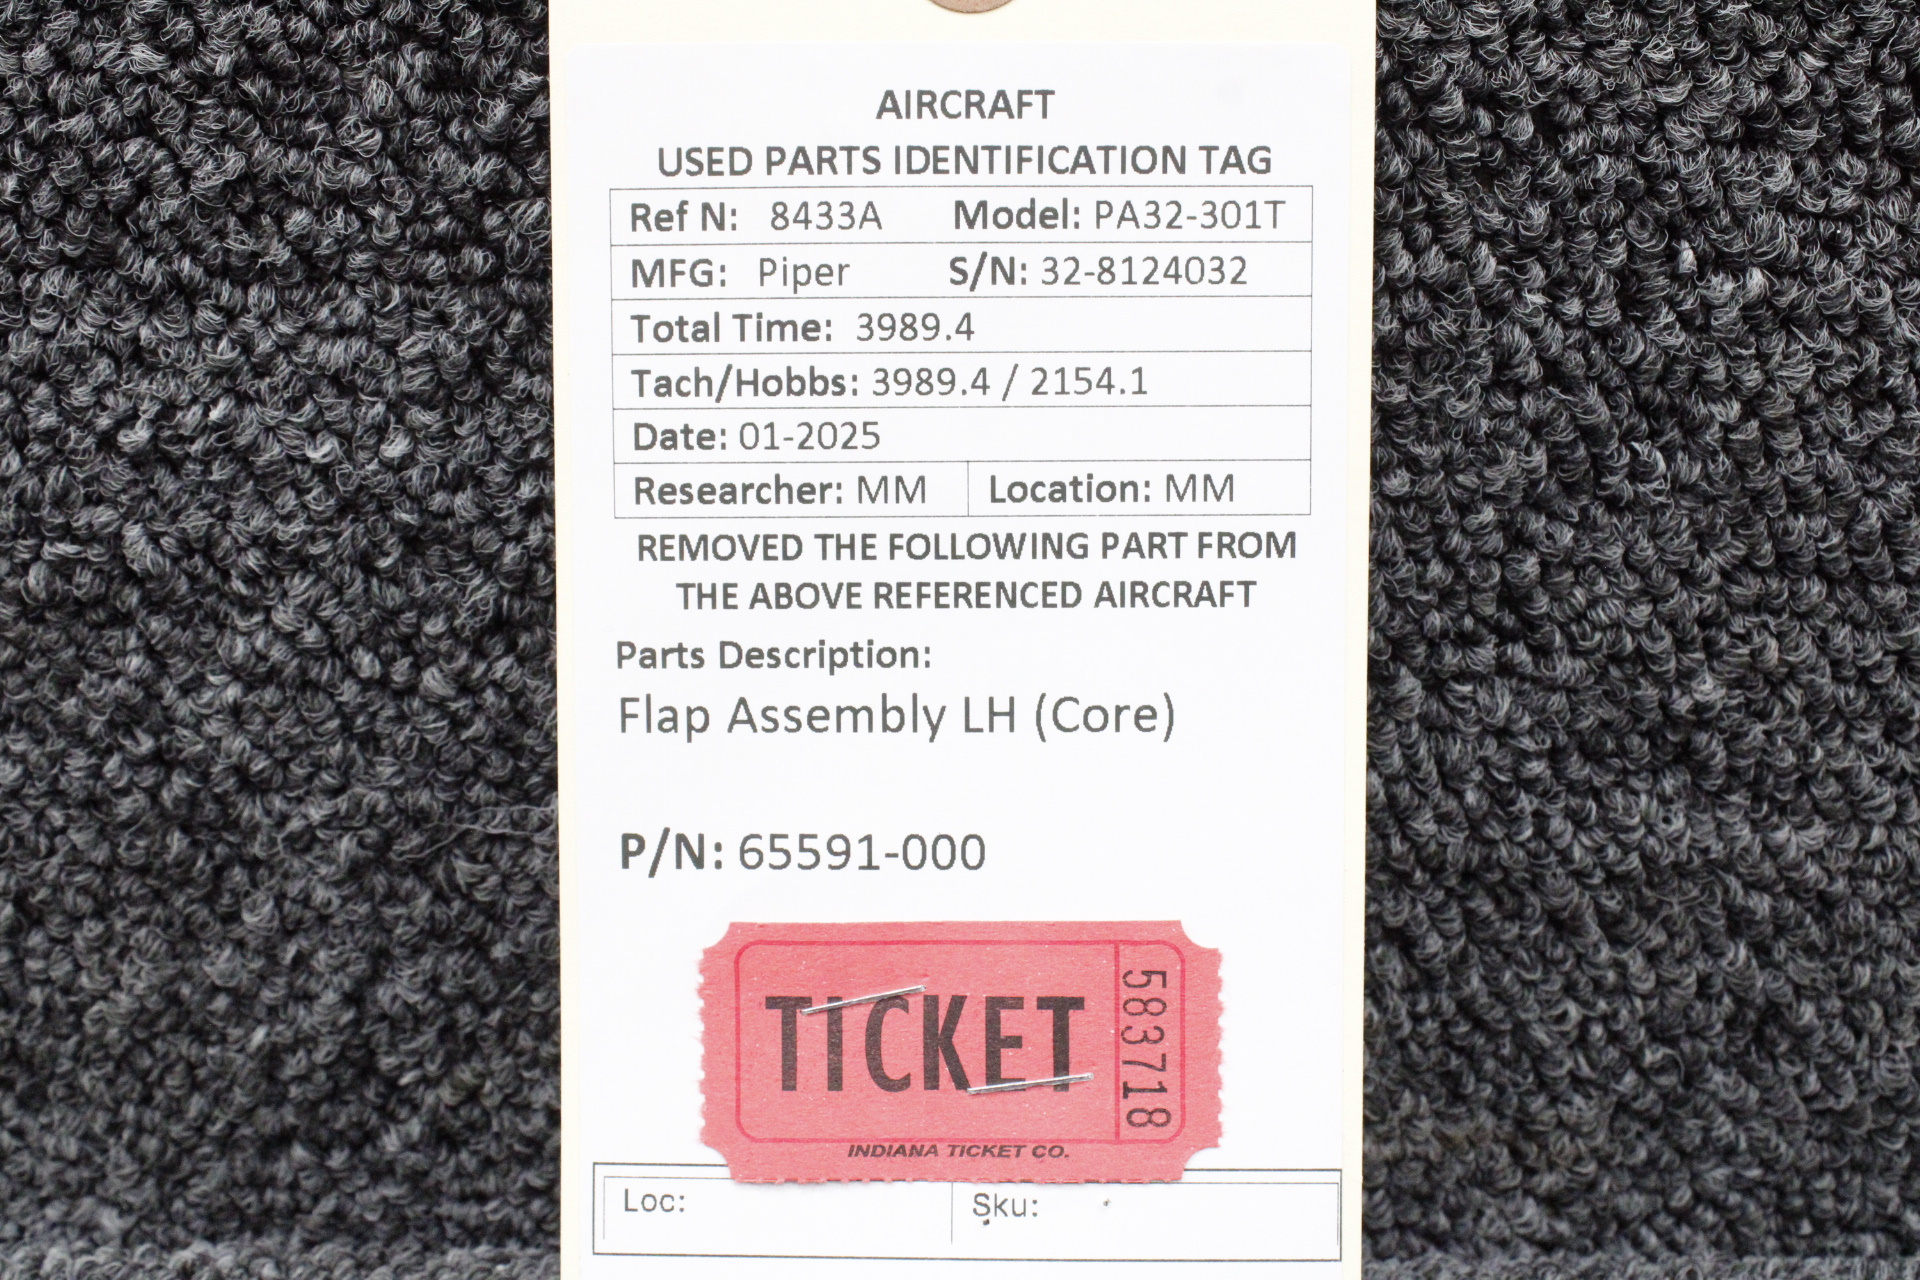 AIRCRAFT
USED PARTS IDENTIFICATION TAG
Ref N: 8433A Model: PA32-301T
MFG: Piper S/N: 32-8124032
Total Time: 3989.4
Tach/Hobbs: 3989.4 / 2154.1
Date: 01-2025
Researcher: MM Location: MM
REMOVED THE FOLLOWING PART FROM
THE ABOVE REFERENCED AIRCRAFT
Parts Description:
Flap Assembly LH (Core)
P/N: 65591-000
TICKET
583718
INDIANA TICKET CO.
Loc: Sku: